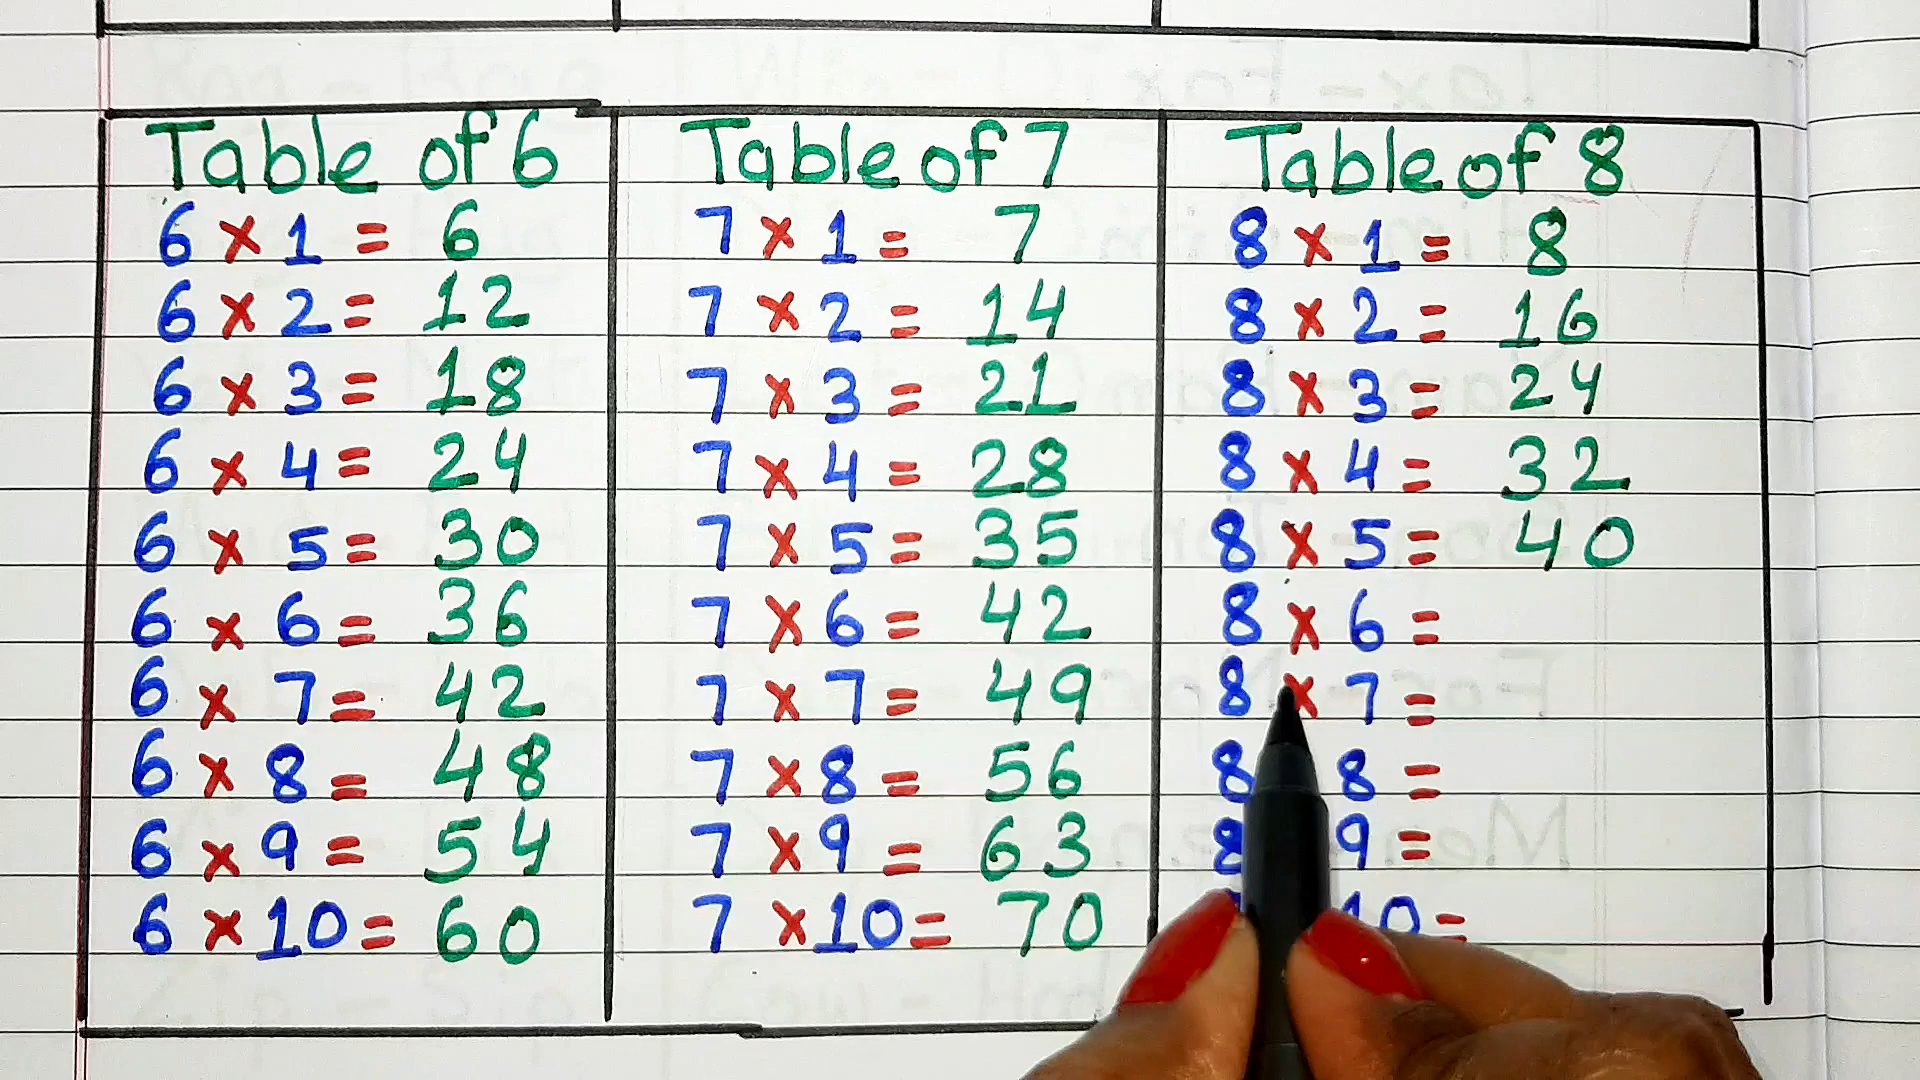 Table of 6
6 × 1 = 6
6 × 2 = 12
6 × 3 = 18
6 × 4 = 24
6 × 5 = 30
6 × 6 = 36
6 × 7 = 42
6 × 8 = 48
6 × 9 = 54
6 × 10 = 60
Table of 7
7 × 1 = 7
7 × 2 = 14
7 × 3 = 21
7 × 4 = 28
7 × 5 = 35
7 × 6 = 42
7 × 7 = 49
7 × 8 = 56
7 × 9 = 63
7 × 10 = 70
Table of 8
8 × 1 = 8
8 × 2 = 16
8 × 3 = 24
8 × 4 = 32
8 × 5 = 40
8 × 6 =
8 × 7 =
8 8 =
8 9 =
10 =